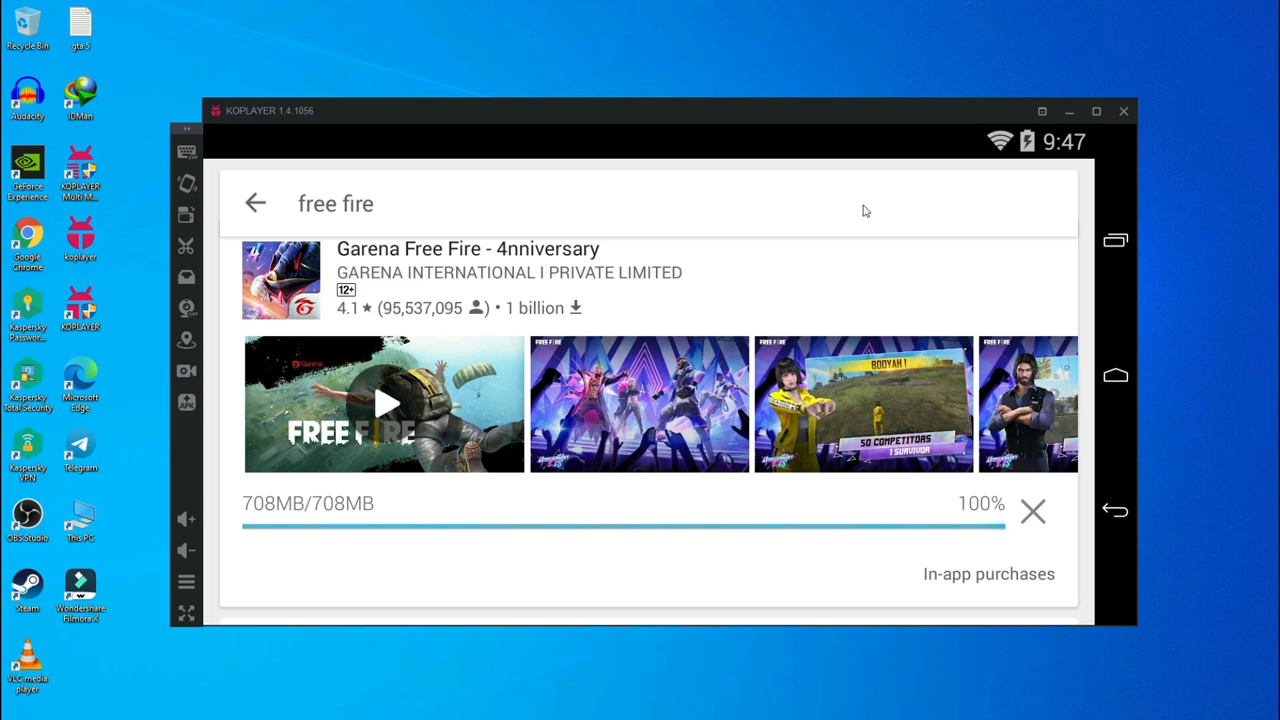 Recycle Bin
gta 5
Audacity
IDMan
GeForce
Experience
KOPLAYER
Multi M...
Google
Chrome
koplayer
Kaspersky
Passwor...
KOPLAYER
Kaspersky
Total Security
Microsoft
Edge
Kaspersky
VPN
Telegram
OBS Studio
This PC
Steam
Wondershare
Filmora X
VLC media
player
KOPLAYER 1.4.1056
9:47
free fire
Garena Free Fire - 4nniversary
GARENA INTERNATIONAL I PRIVATE LIMITED
12+
4.1 ★ (95,537,095 ) • 1 billion
Garena
FREE FIRE
FREE FIRE
FREE FIRE
BOOYAH !
50 COMPETITORS
1 SURVIVOR
FREE FIRE
708MB/708MB 100%
In-app purchases
APK